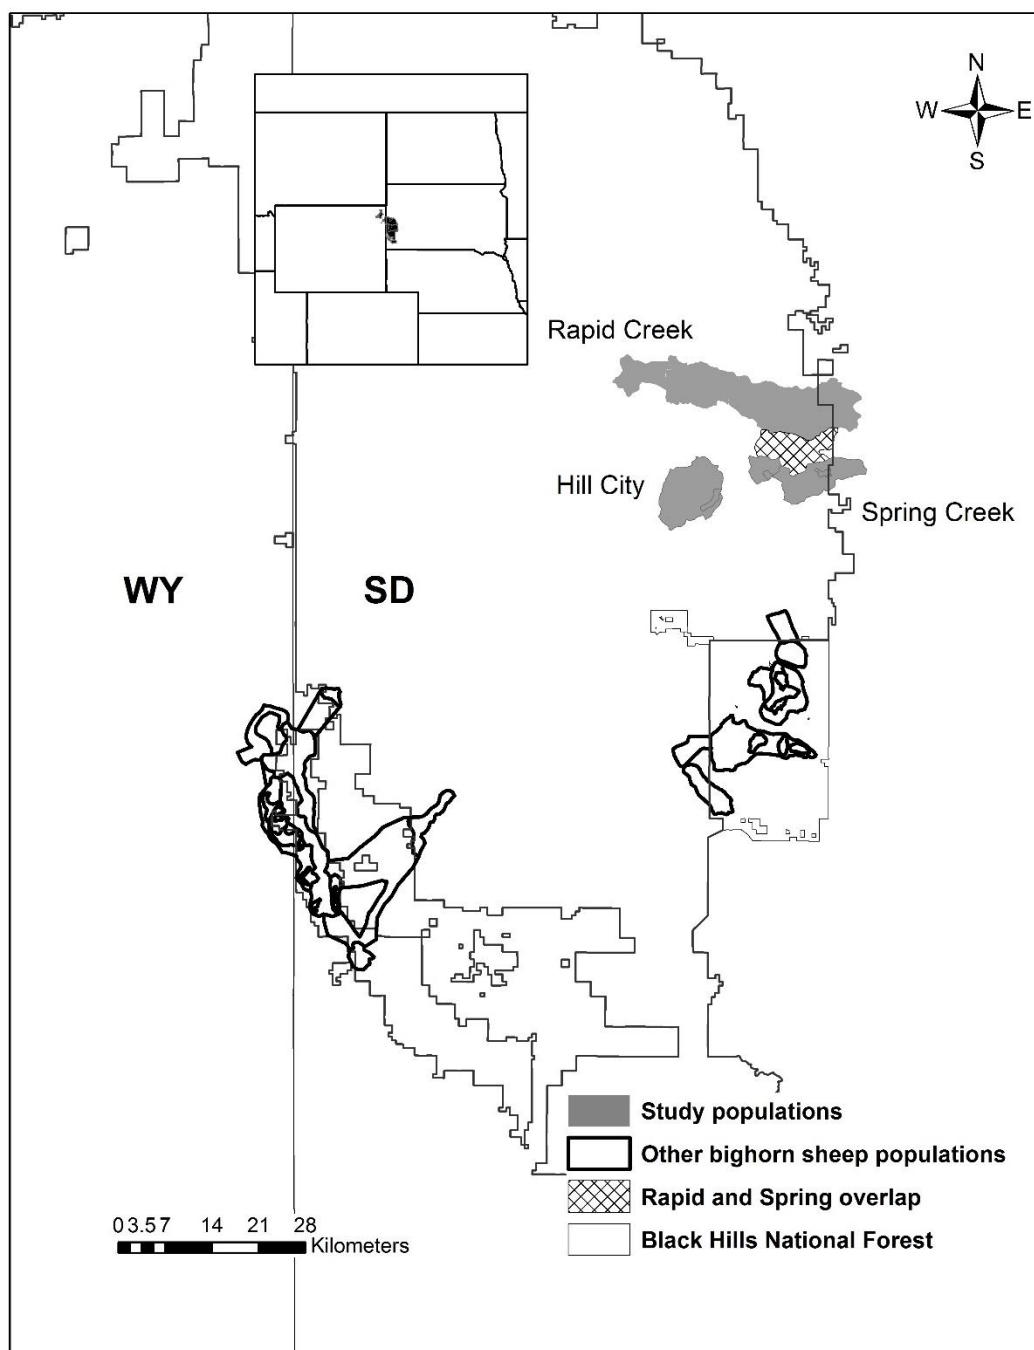 N
W E
S
Rapid Creek
Hill City
Spring Creek
WY SD
Study populations
Other bighorn sheep populations
Rapid and Spring overlap
Black Hills National Forest
0 3.5 7 14 21 28
Kilometers